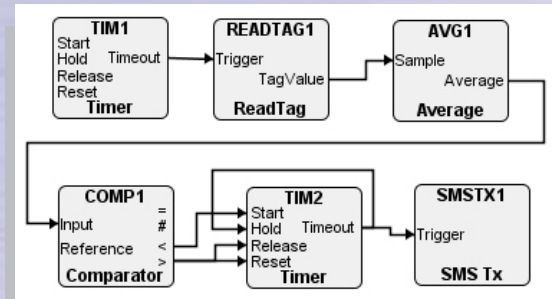 TIM1
Start
Hold Timeout
Release
Reset
Timer
READTAG1
Trigger
TagValue
ReadTag
AVG1
Sample
Average
Average
COMP1
=
Input #
Reference <
>
Comparator
TIM2
Start
Hold Timeout
Release
Reset
Timer
SMSTX1
Trigger
SMS Tx